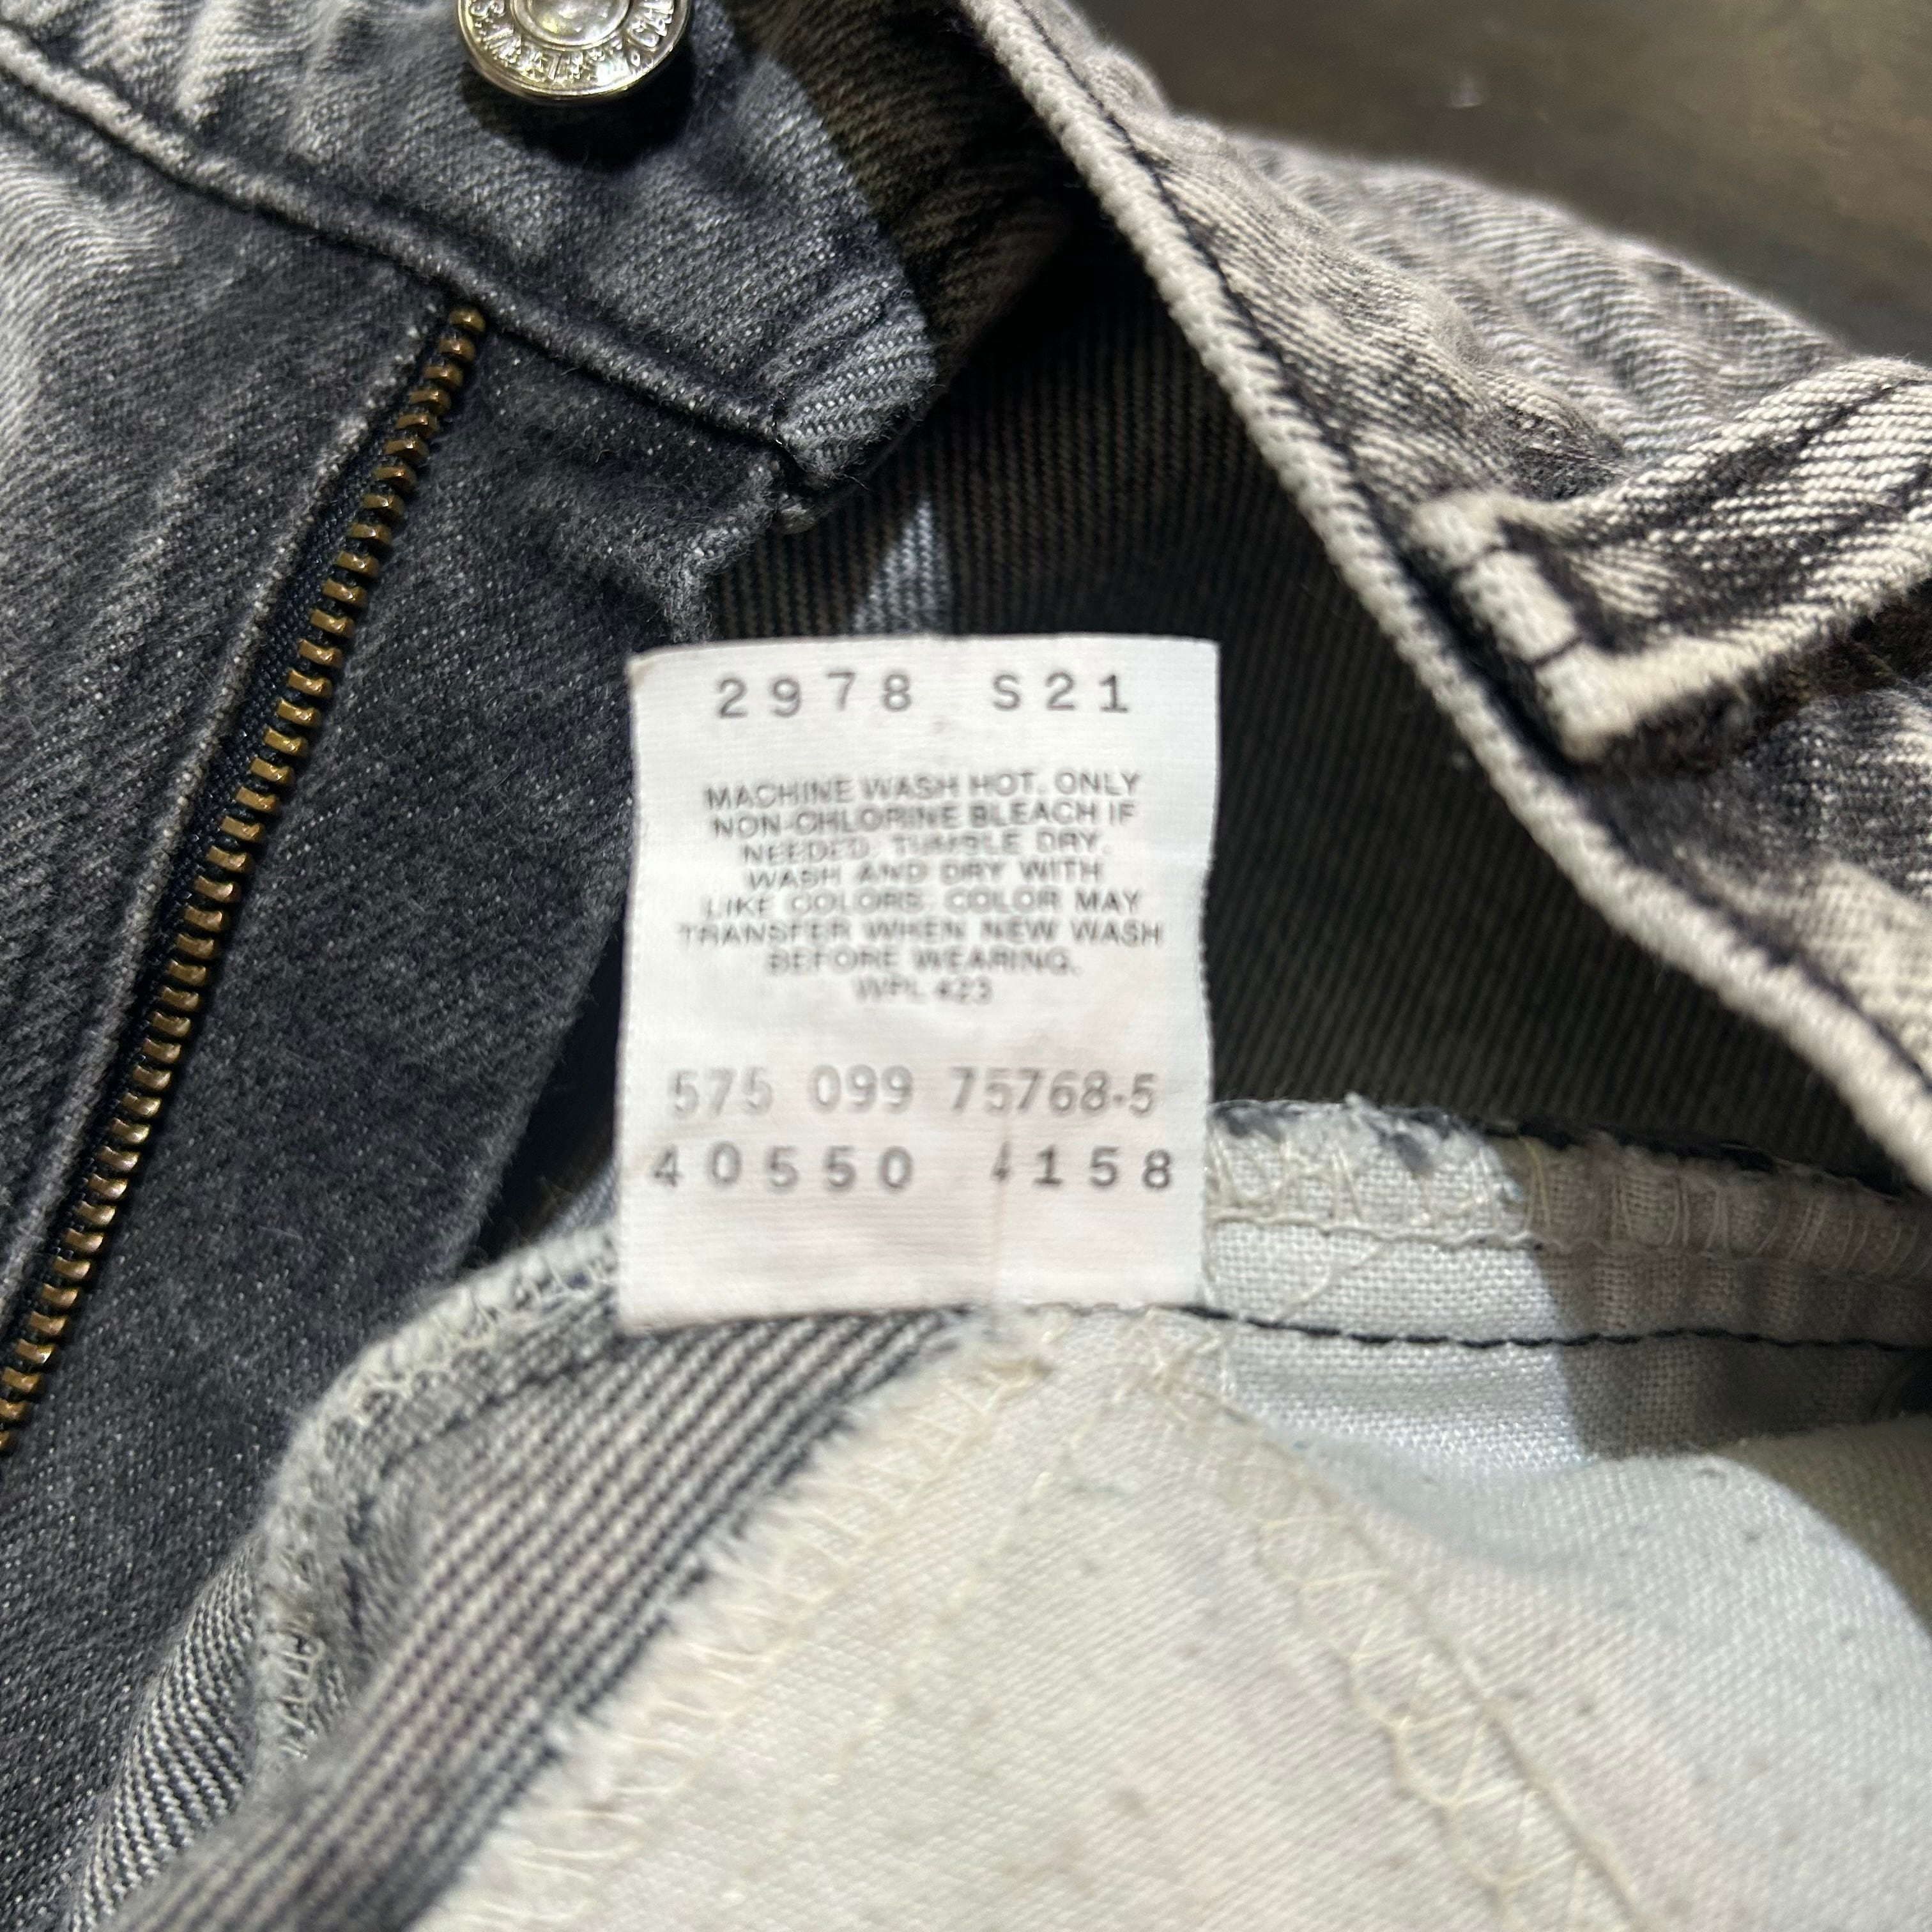 2978 S21
MACHINE WASH HOT. ONLY
NON-CHLORINE BLEACH IF
NEEDED. TUMBLE DRY.
WASH AND DRY WITH
LIKE COLORS. COLOR MAY
TRANSFER WHEN NEW WASH
BEFORE WEARING.
WPL 423
575 099 75768-5
40550 4158